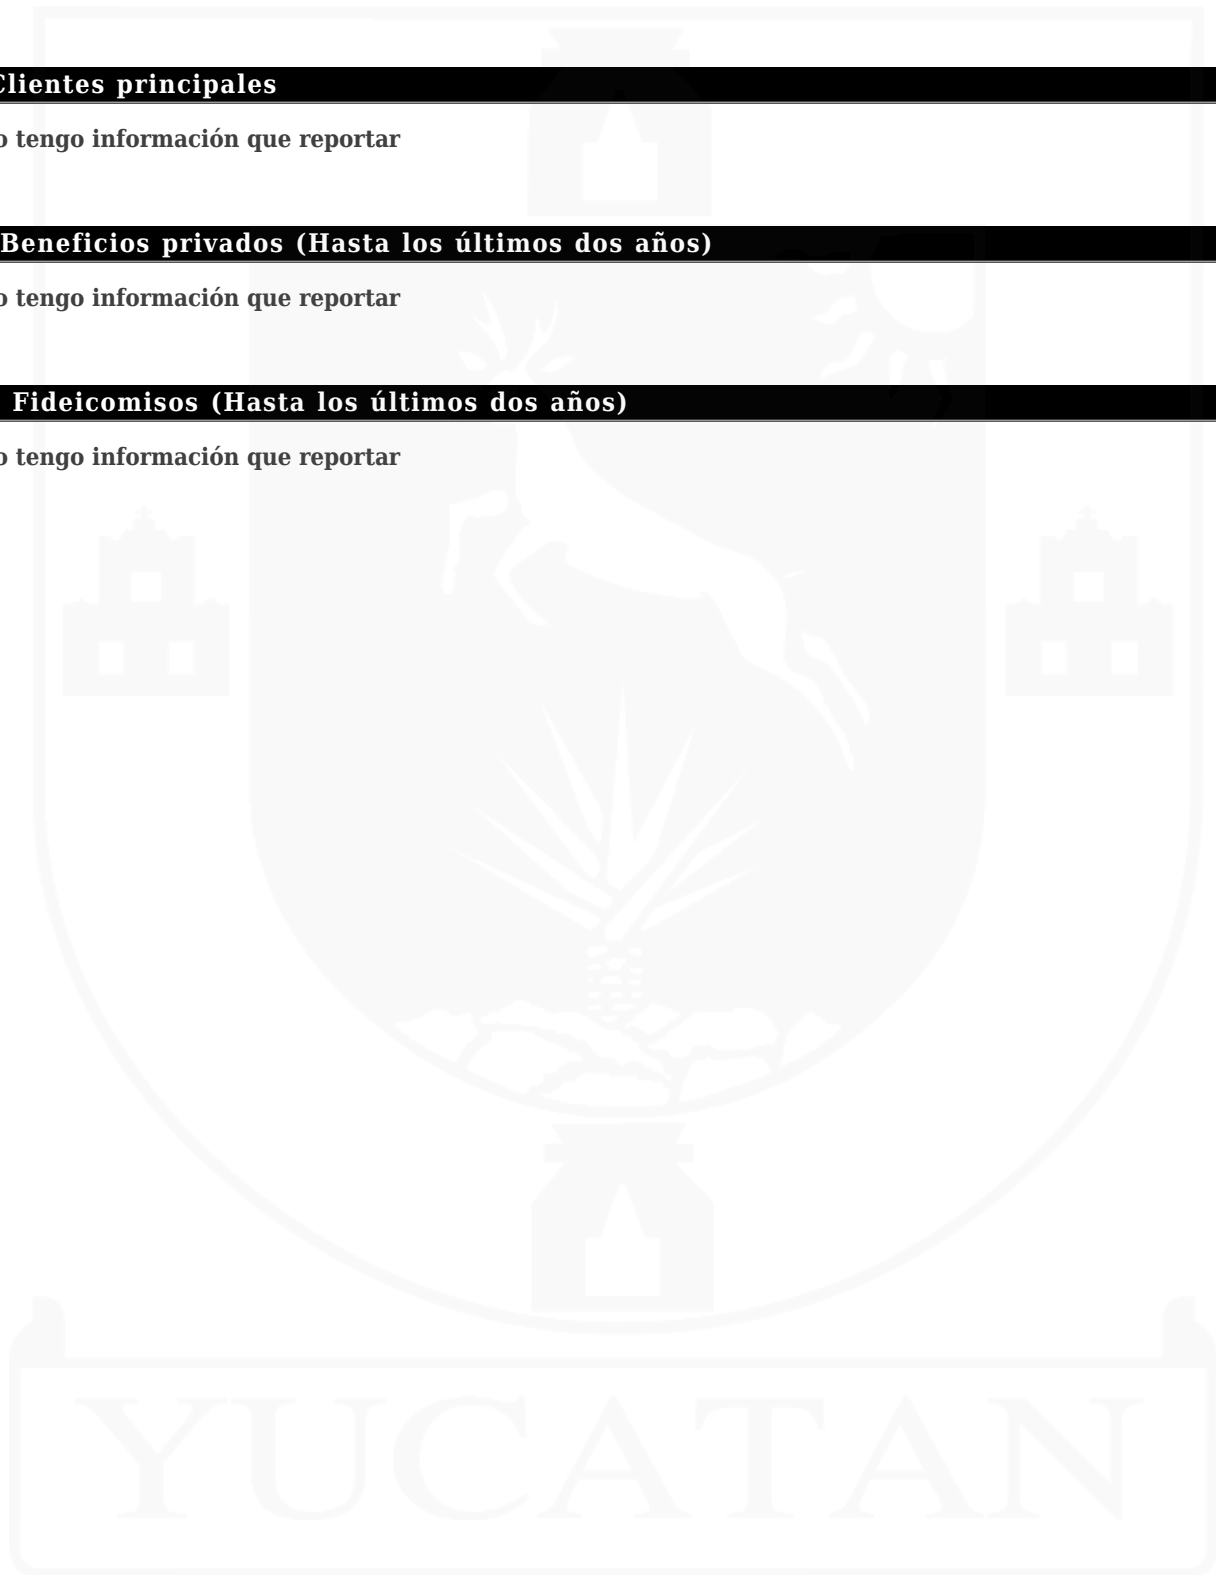 Clientes principales
o tengo información que reportar
Beneficios privados (Hasta los últimos dos años)
o tengo información que reportar
Fideicomisos (Hasta los últimos dos años)
o tengo información que reportar
YUCATAN